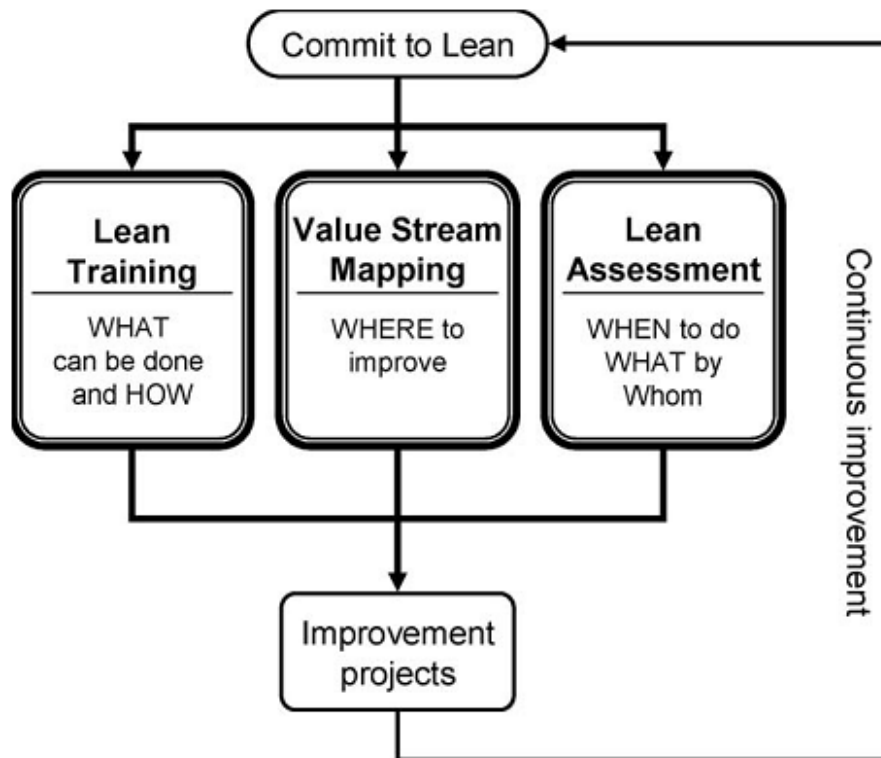 Commit to Lean
Lean
Training
WHAT
can be done
and HOW
Value Stream
Mapping
WHERE to
improve
Lean
Assessment
WHEN to do
WHAT by
Whom
Continuous improvement
Improvement
projects